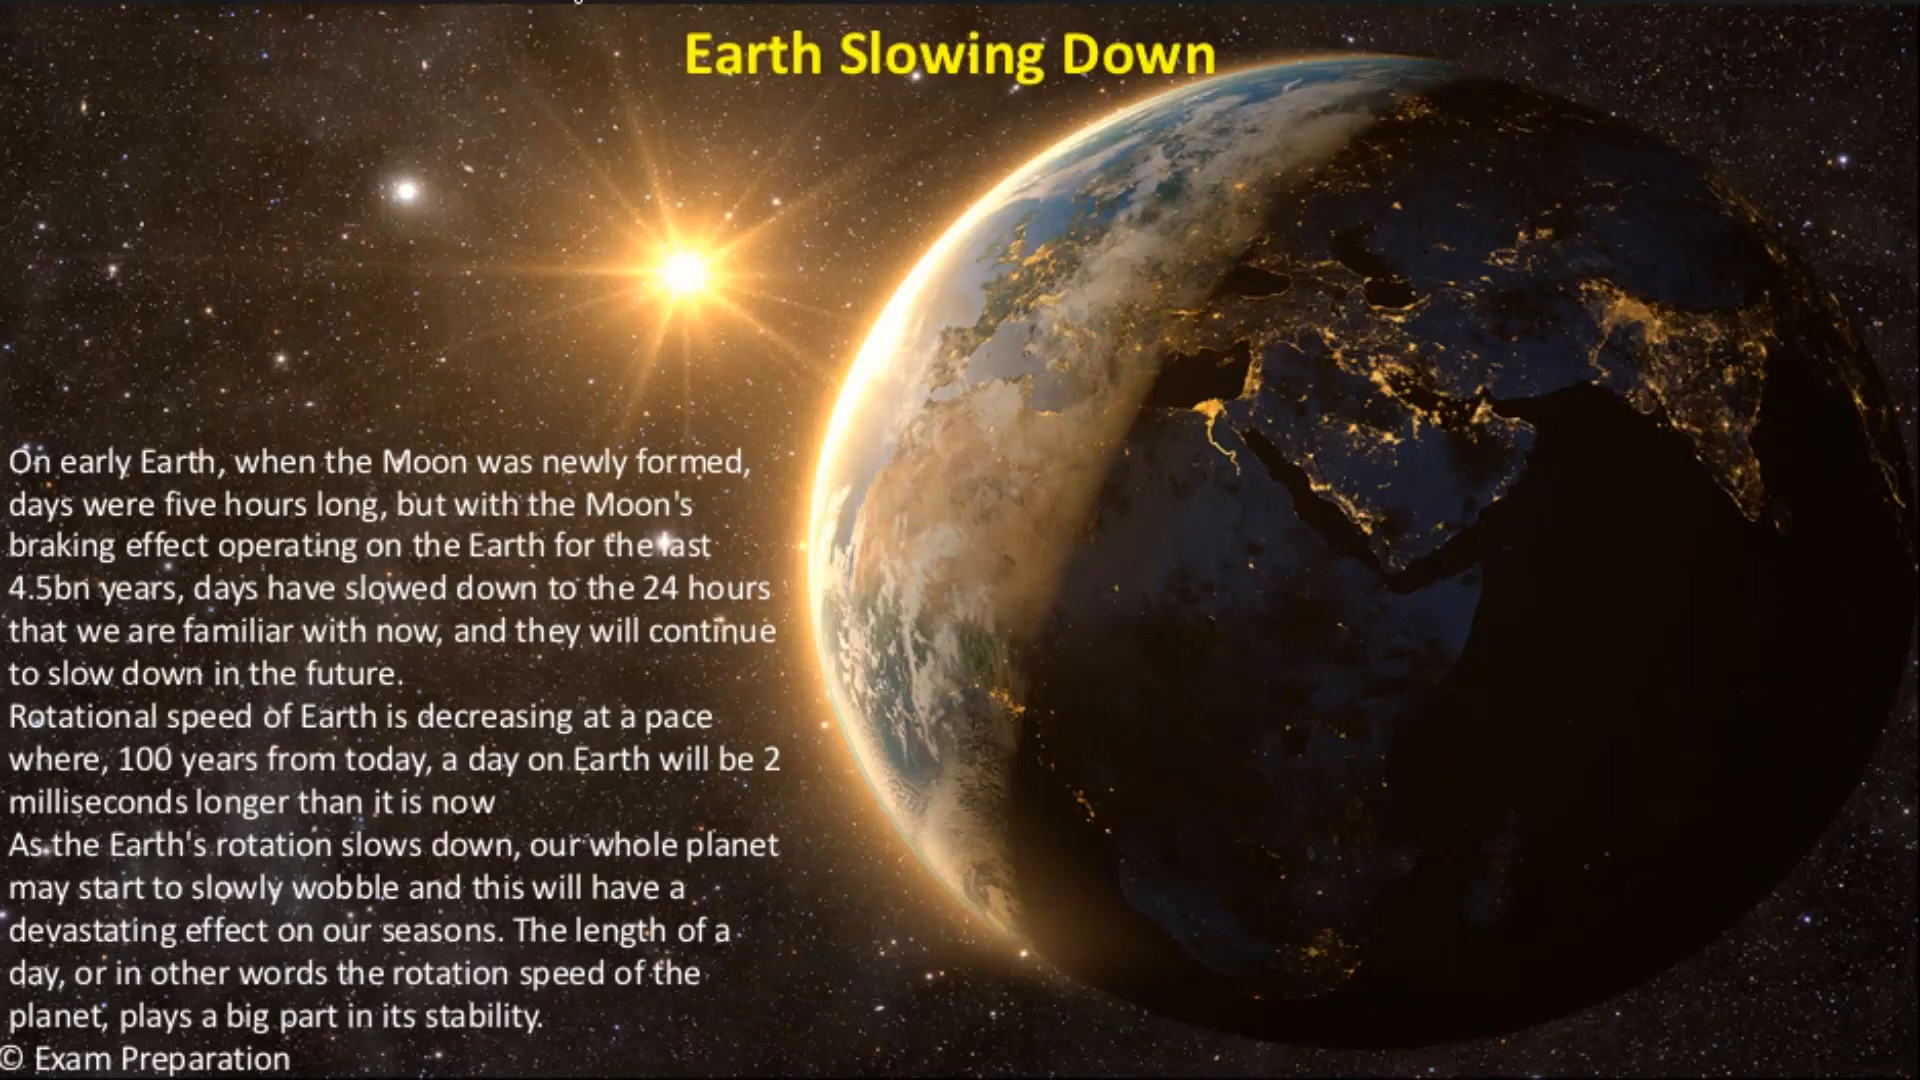 Earth Slowing Down
On early Earth, when the Moon was newly formed,
days were five hours long, but with the Moon's
braking effect operating on the Earth for the last
4.5bn years, days have slowed down to the 24 hours
that we are familiar with now, and they will continue
to slow down in the future.
Rotational speed of Earth is decreasing at a pace
where, 100 years from today, a day on Earth will be 2
milliseconds longer than it is now
As the Earth's rotation slows down, our whole planet
may start to slowly wobble and this will have a
devastating effect on our seasons. The length of a
day, or in other words the rotation speed of the
planet, plays a big part in its stability.
© Exam Preparation